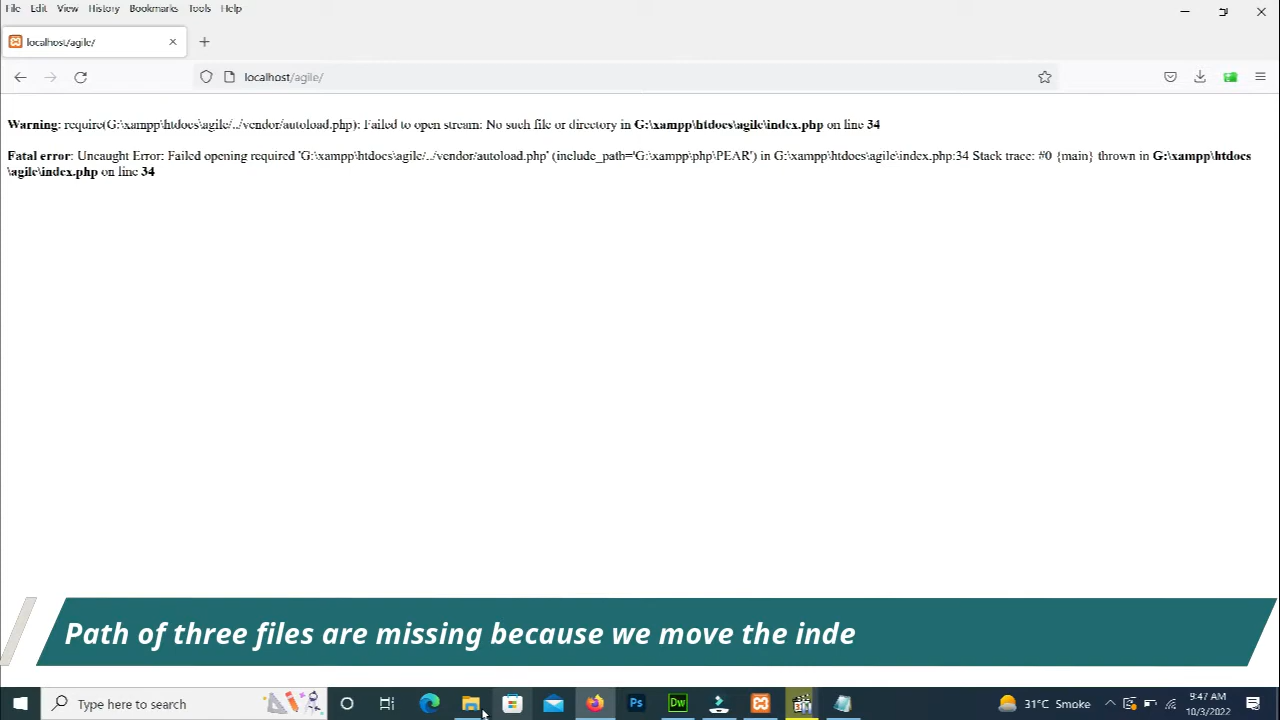 File Edit View History Bookmarks Tools Help
localhost/agile/
localhost/agile/
Warning: require(G:\xampp\htdocs\agile/../vendor/autoload.php): Failed to open stream: No such file or directory in G:\xampp\htdocs\agile\index.php on line 34
Fatal error: Uncaught Error: Failed opening required 'G:\xampp\htdocs\agile/../vendor/autoload.php' (include_path='G:\xampp\php\PEAR') in G:\xampp\htdocs\agile\index.php:34 Stack trace: #0 {main} thrown in G:\xampp\htdocs
\agile\index.php on line 34
Path of three files are missing because we move the inde
Type here to search
Ps
Dw
31°C Smoke
9:47 AM
10/3/2022